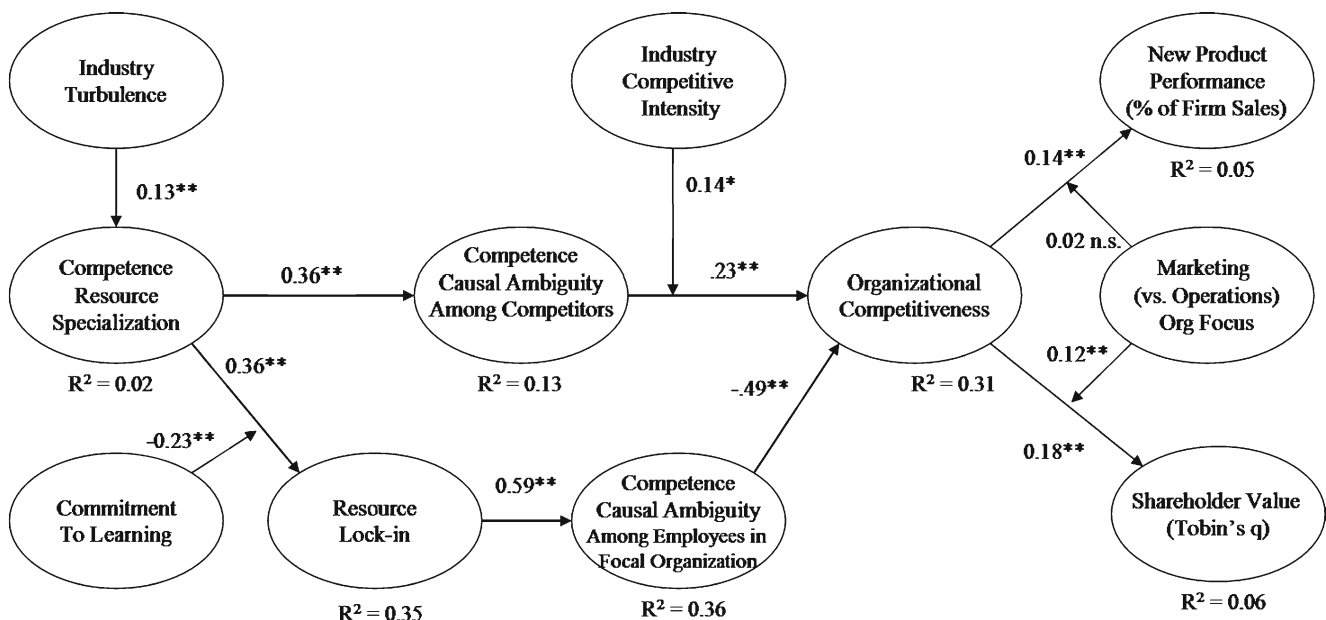 Industry
Turbulence
Industry
Competitive
Intensity
New Product
Performance
(% of Firm Sales)
0.13**
0.14*
0.14**
R² = 0.05
Competence
Resource
Specialization
0.36**
Competence
Causal Ambiguity
Among Competitors
.23**
Organizational
Competitiveness
0.02 n.s.
Marketing
(vs. Operations)
Org Focus
R² = 0.02
0.36**
R² = 0.13
R² = 0.31
0.12**
-.49**
-0.23**
0.18**
Commitment
To Learning
Resource
Lock-in
0.59**
Competence
Causal Ambiguity
Among Employees in
Focal Organization
Shareholder Value
(Tobin's q)
R² = 0.35
R² = 0.36
R² = 0.06